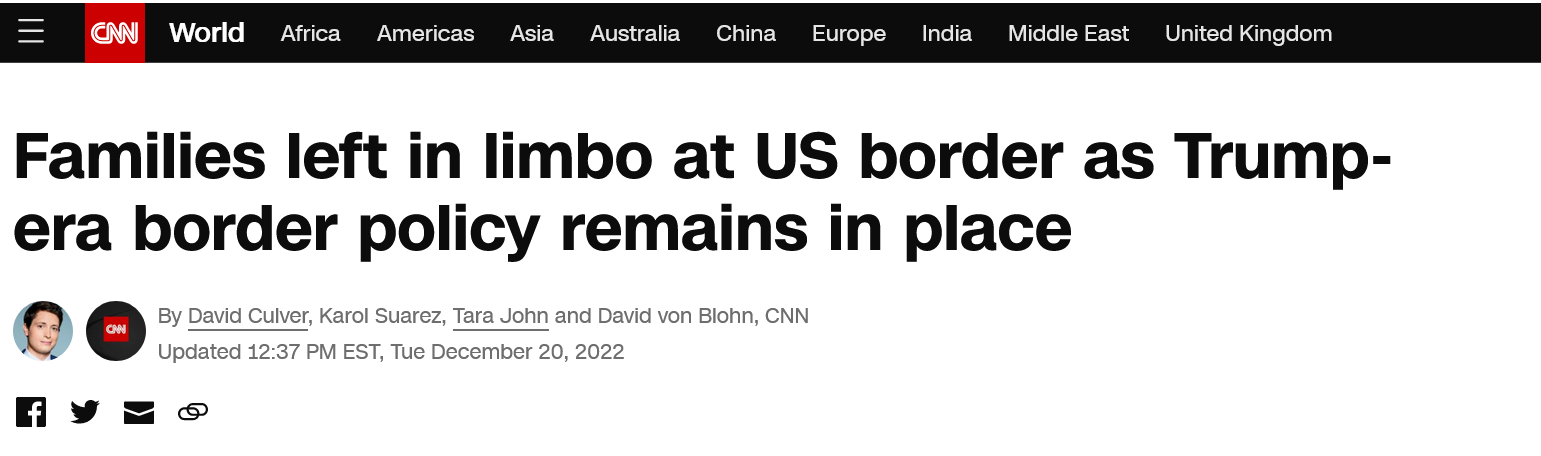 CNN World Africa Americas Asia Australia China Europe India Middle East United Kingdom
Families left in limbo at US border as Trump-
era border policy remains in place
CNN
By David Culver, Karol Suarez, Tara John and David von Blohn, CNN
Updated 12:37 PM EST, Tue December 20, 2022